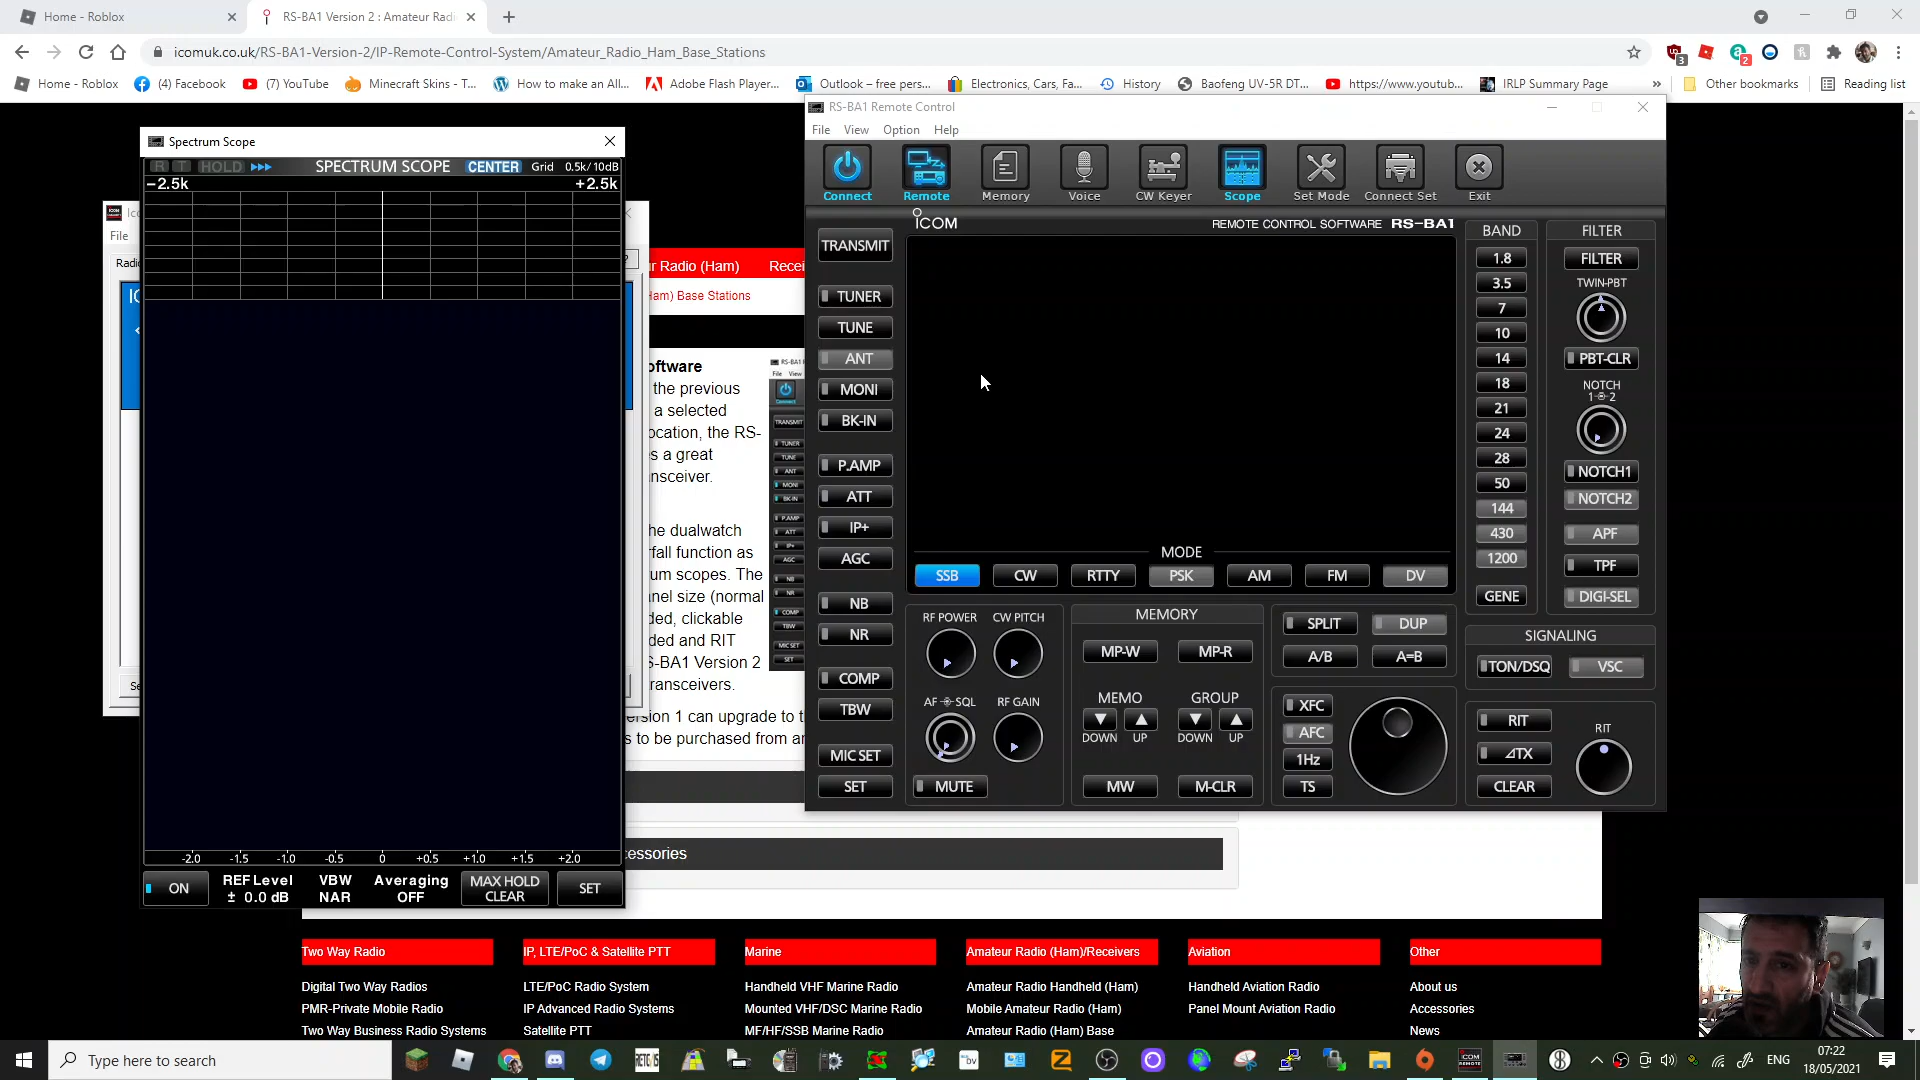 Home - Roblox
RS-BA1 Version 2 : Amateur Radi
icomuk.co.uk/RS-BA1-Version-2/IP-Remote-Control-System/Amateur_Radio_Ham_Base_Stations
Home - Roblox
(4) Facebook
(7) YouTube
Minecraft Skins - T...
How to make an All...
Adobe Flash Player...
Outlook – free pers...
Electronics, Cars, Fa...
History
Baofeng UV-5R DT...
https://www.youtub...
IRLP Summary Page
»
Other bookmarks
Reading list
Spectrum Scope
R T HOLD
SPECTRUM SCOPE CENTER Grid 0.5k/10dB
−2.5k +2.5k
-2.0 -1.5 -1.0 -0.5 0 +0.5 +1.0 +1.5 +2.0
ON
REF Level
± 0.0 dB
VBW
NAR
Averaging
OFF
MAX HOLD
CLEAR
SET
File
ur Radio (Ham)
Recei
Ham) Base Stations
oftware
the previous
a selected
ocation, the RS-
s a great
nsceiver.
he dualwatch
rfall function as
um scopes. The
anel size (normal
ded, clickable
ded and RIT
S-BA1 Version 2
ransceivers.
ersion 1 can upgrade to t
s to be purchased from an
cessories
RS-BA1 Remote Control
File View Option Help
Connect Remote Memory Voice CW Keyer Scope Set Mode Connect Set Exit
ICOM
REMOTE CONTROL SOFTWARE RS-BA1
TRANSMIT
TUNER
TUNE
ANT
MONI
BK-IN
P.AMP
ATT
IP+
AGC
NB
NR
COMP
TBW
MIC SET
SET
MODE
SSB CW RTTY PSK AM FM DV
RF POWER CW PITCH
AF SQL RF GAIN
MUTE
MEMORY
MP-W MP-R
MEMO GROUP
DOWN UP DOWN UP
MW M-CLR
SPLIT DUP
A/B A=B
XFC
AFC
1Hz
TS
BAND
1.8
3.5
7
10
14
18
21
24
28
50
144
430
1200
GENE
FILTER
FILTER
TWIN-PBT
PBT-CLR
NOTCH
1 2
NOTCH1
NOTCH2
APF
TPF
DIGI-SEL
SIGNALING
TON/DSQ VSC
RIT
⊿TX
CLEAR
RIT
Two Way Radio
Digital Two Way Radios
PMR-Private Mobile Radio
Two Way Business Radio Systems
IP, LTE/PoC & Satellite PTT
LTE/PoC Radio System
IP Advanced Radio Systems
Satellite PTT
Marine
Handheld VHF Marine Radio
Mounted VHF/DSC Marine Radio
MF/HF/SSB Marine Radio
Amateur Radio (Ham)/Receivers
Amateur Radio Handheld (Ham)
Mobile Amateur Radio (Ham)
Amateur Radio (Ham) Base
Aviation
Handheld Aviation Radio
Panel Mount Aviation Radio
Other
About us
Accessories
News
Type here to search
ENG
07:22
18/05/2021